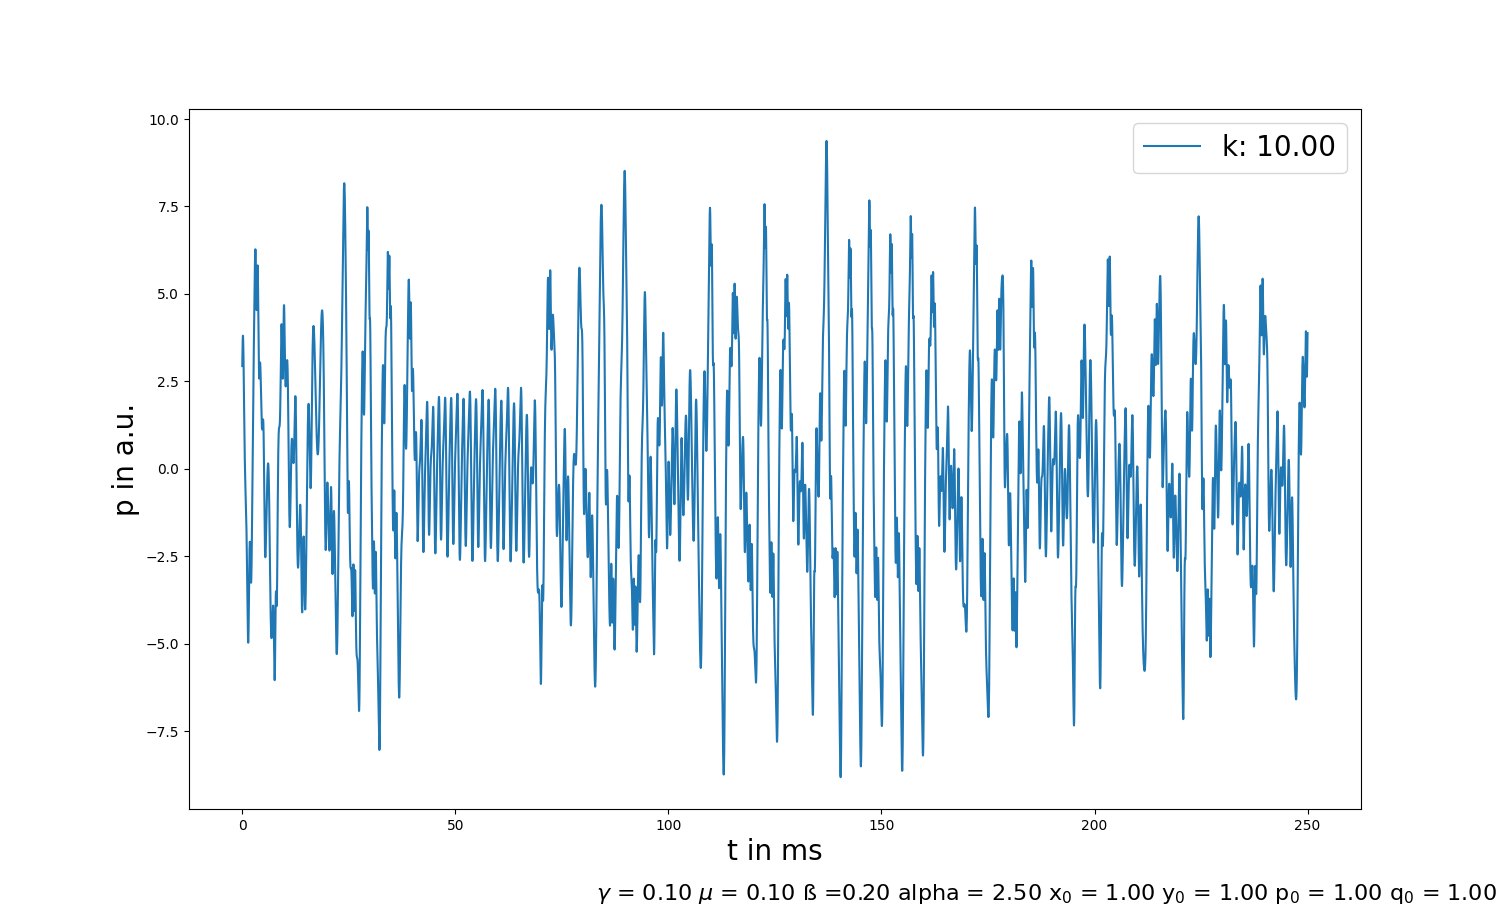 10.0
7.5
5.0
2.5
0.0
−2.5
−5.0
−7.5
p in a.u.
k: 10.00
0 50 100 150 200 250
t in ms
γ = 0.10 μ = 0.10 ß =0.20 alpha = 2.50 x₀ = 1.00 y₀ = 1.00 p₀ = 1.00 q₀ = 1.00